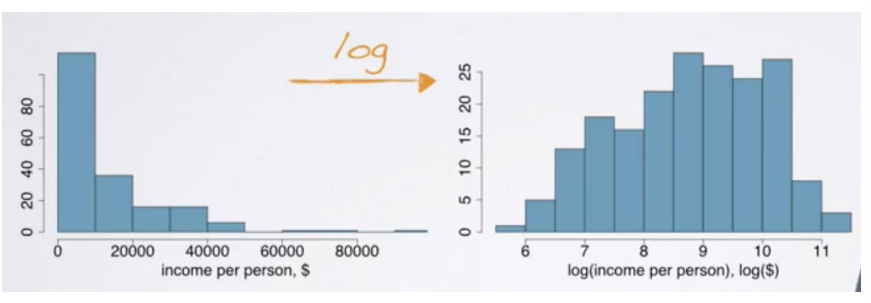 log
80
60
40
20
0
0 20000 40000 60000 80000
income per person, $
25
20
15
10
5
0
6 7 8 9 10 11
log(income per person), log($)